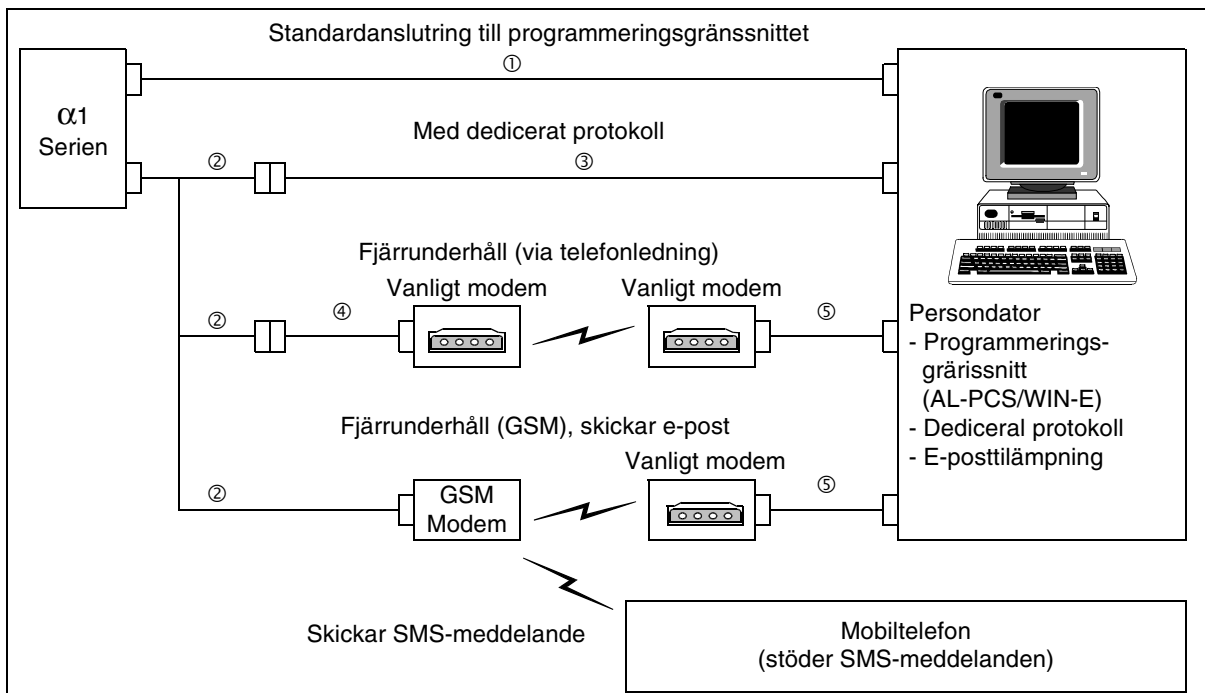 Standardanslutring till programmeringsgränssnittet
①
α1
Serien
Med dedicerat protokoll
②
③
Fjärrunderhåll (via telefonledning)
Vanligt modem
Vanligt modem
②
④
⑤
Persondator
- Programmerings-
grärissnitt
(AL-PCS/WIN-E)
- Dediceral protokoll
- E-posttilämpning
Fjärrunderhåll (GSM), skickar e-post
Vanligt modem
②
GSM
Modem
⑤
Skickar SMS-meddelande
Mobiltelefon
(stöder SMS-meddelanden)